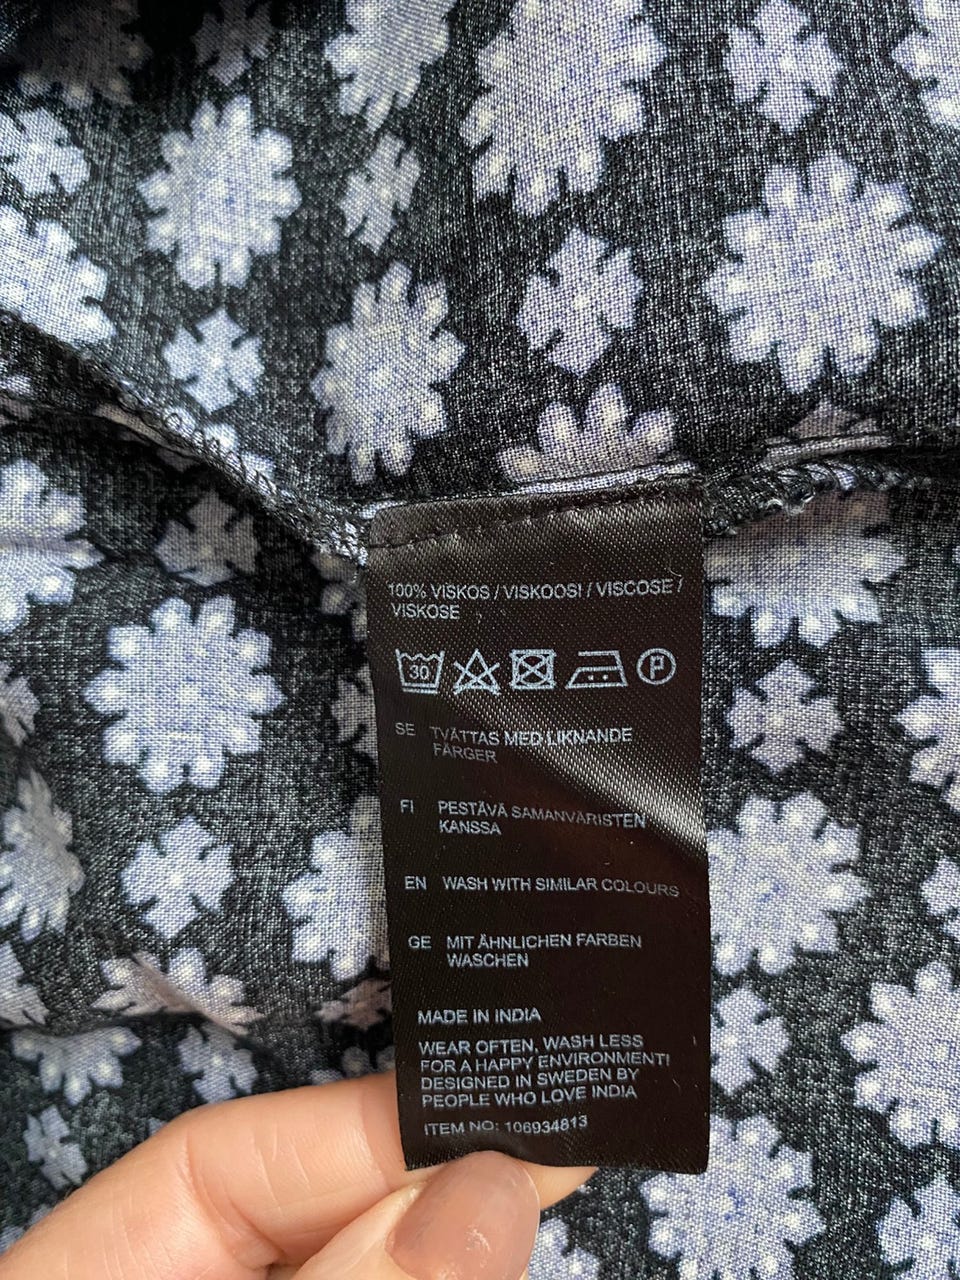 100% VISKOS / VISKOOSI / VISCOSE /
VISKOSE
30 P
SE TVÄTTAS MED LIKNANDE
FÄRGER
FI PESTÄVÄ SAMANVÄRISTEN
KANSSA
EN WASH WITH SIMILAR COLOURS
GE MIT ÄHNLICHEN FARBEN
WASCHEN
MADE IN INDIA
WEAR OFTEN, WASH LESS
FOR A HAPPY ENVIRONMENT!
DESIGNED IN SWEDEN BY
PEOPLE WHO LOVE INDIA
ITEM NO: 106934813